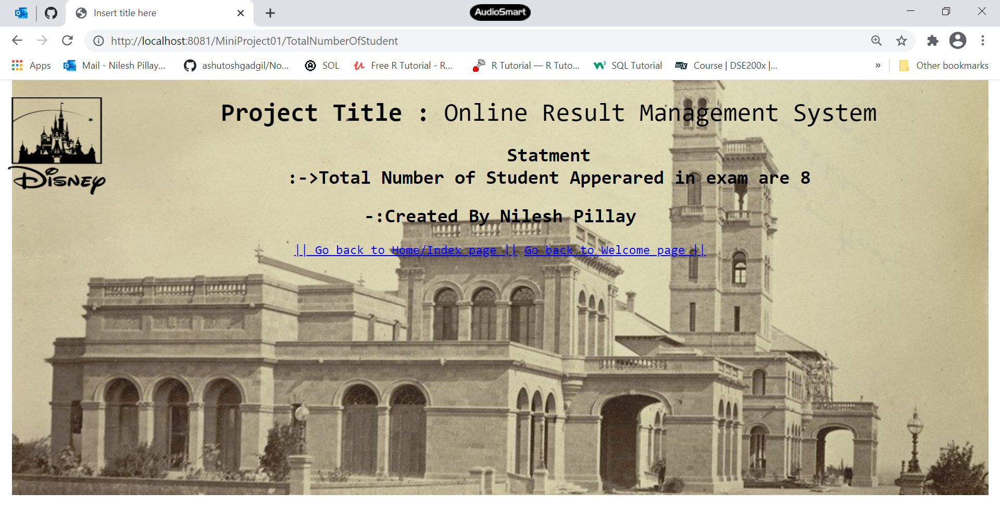 Insert title here
AudioSmart
http://localhost:8081/MiniProject01/TotalNumberOfStudent
Apps Mail - Nilesh Pillay... ashutoshgadgil/No... SOL Free R Tutorial - R... R Tutorial — R Tuto... SQL Tutorial Course | DSE200x |... » Other bookmarks
Disney
Project Title : Online Result Management System
Statment
:->Total Number of Student Apperared in exam are 8
-:Created By Nilesh Pillay
|| Go back to Home/Index page || Go back to Welcome page ||